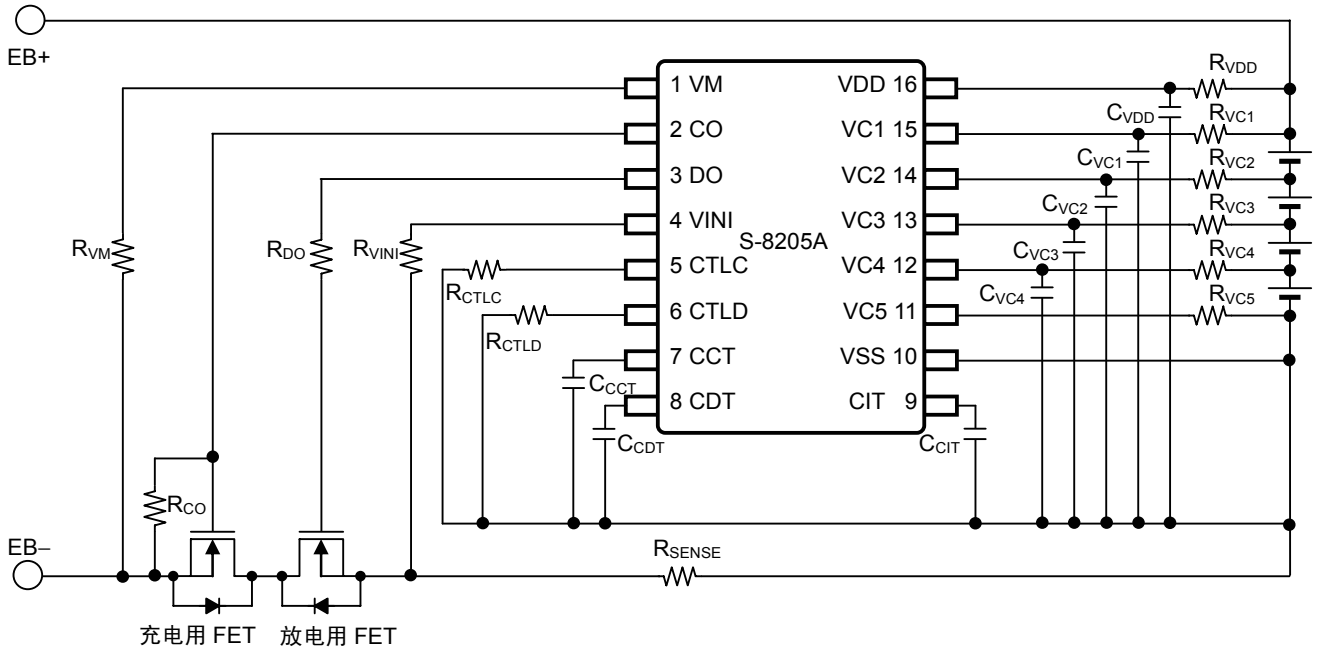 EB+
1 VM
2 CO
3 DO
4 VINI
5 CTLC
6 CTLD
7 CCT
8 CDT
S-8205A
VDD 16
VC1 15
VC2 14
VC3 13
VC4 12
VC5 11
VSS 10
CIT 9
RVDD
RVC1
RVC2
RVC3
RVC4
RVC5
CVDD
CVC1
CVC2
CVC3
CVC4
RVM
RDO
RVINI
RCTLC
RCTLD
CCCT
CCDT
CCIT
RCO
EB−
RSENSE
充电用 FET
放电用 FET